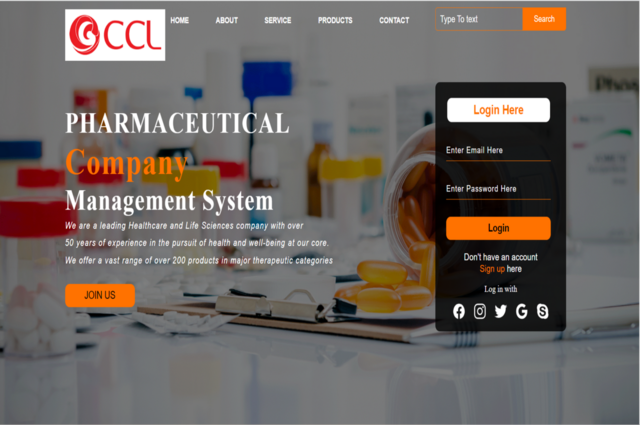 CCL
HOME ABOUT SERVICE PRODUCTS CONTACT
Type To text Search
PHARMACEUTICAL
Company
Management System
We are a leading Healthcare and Life Sciences company with over
50 years of experience in the pursuit of health and well-being at our core.
We offer a vast range of over 200 products in major therapeutic categories
JOIN US
Login Here
Enter Email Here
Enter Password Here
Login
Don't have an account
Sign up here
Log in with